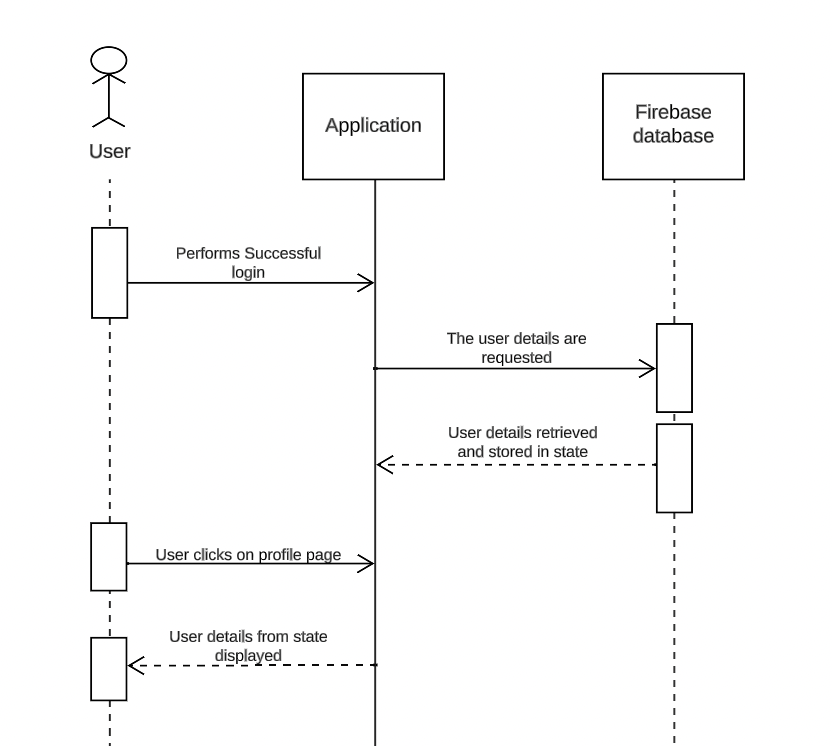 User
Application
Firebase
database
Performs Successful
login
The user details are
requested
User details retrieved
and stored in state
User clicks on profile page
User details from state
displayed